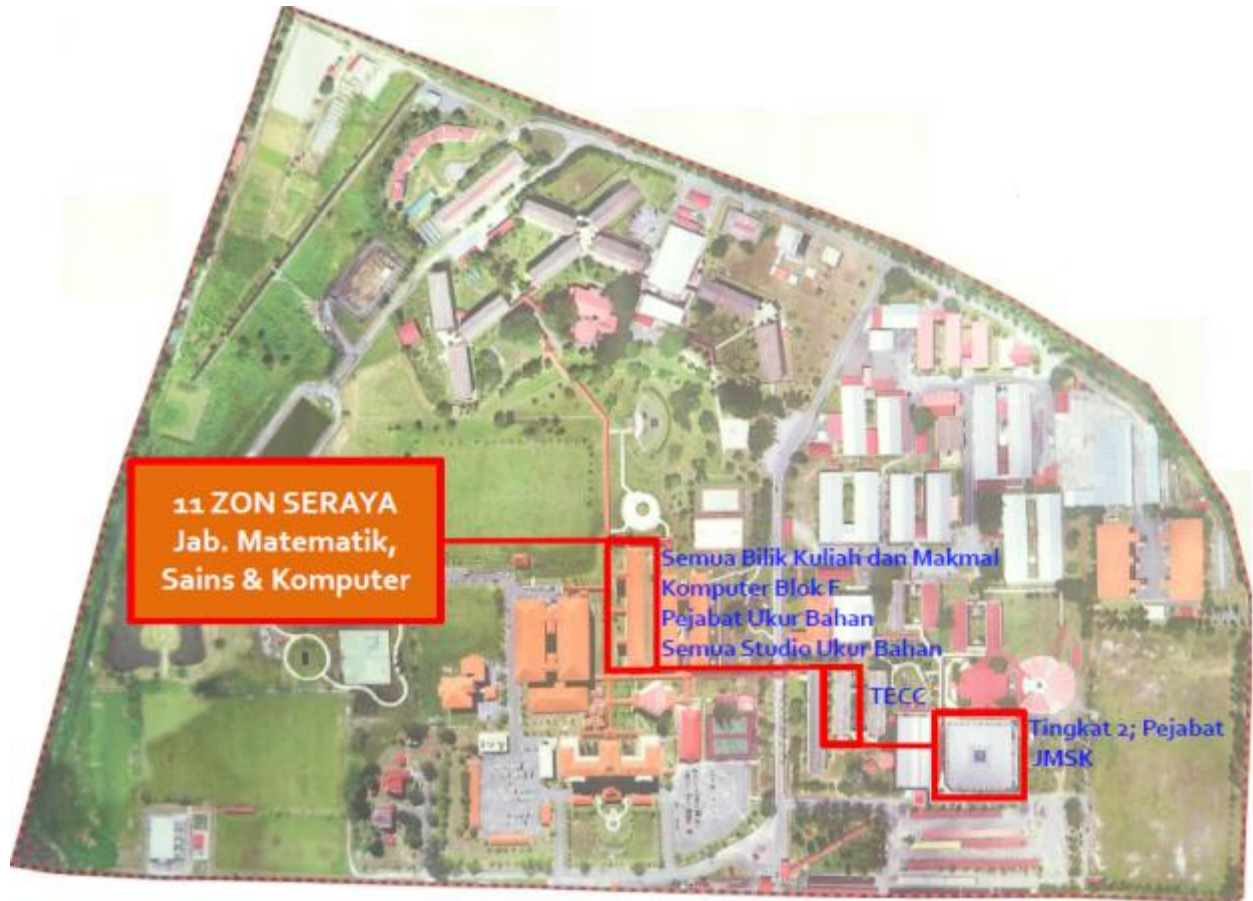 11 ZON SERAYA
Jab. Matematik,
Sains & Komputer
Semua Bilik Kuliah dan Makmal
Komputer Blok F
Pejabat Ukur Bahan
Semua Studio Ukur Bahan
TECC
Tingkat 2; Pejabat
JMSK